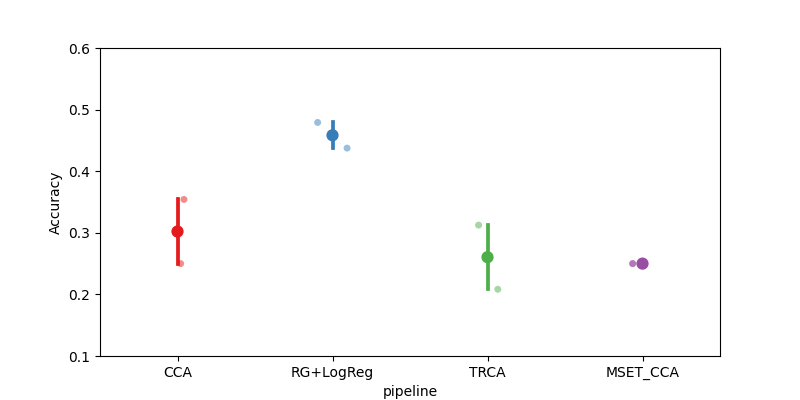 0.6
0.5
0.4
0.3
0.2
0.1
Accuracy
CCA
RG+LogReg
TRCA
MSET_CCA
pipeline